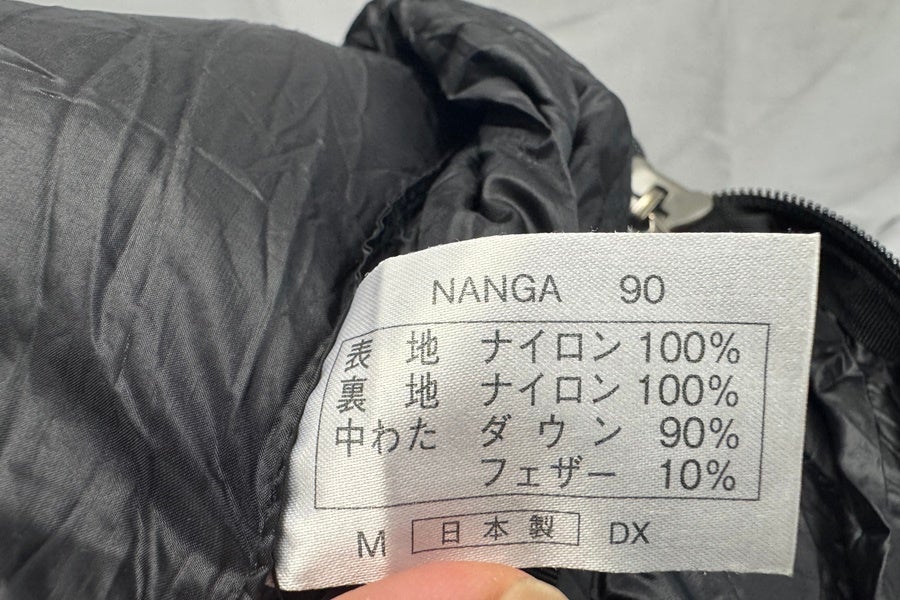 NANGA 90
表 地 ナイロン 100%
裏 地 ナイロン 100%
中わた ダ ウ ン 90%
フェザー 10%
M 日 本 製 DX